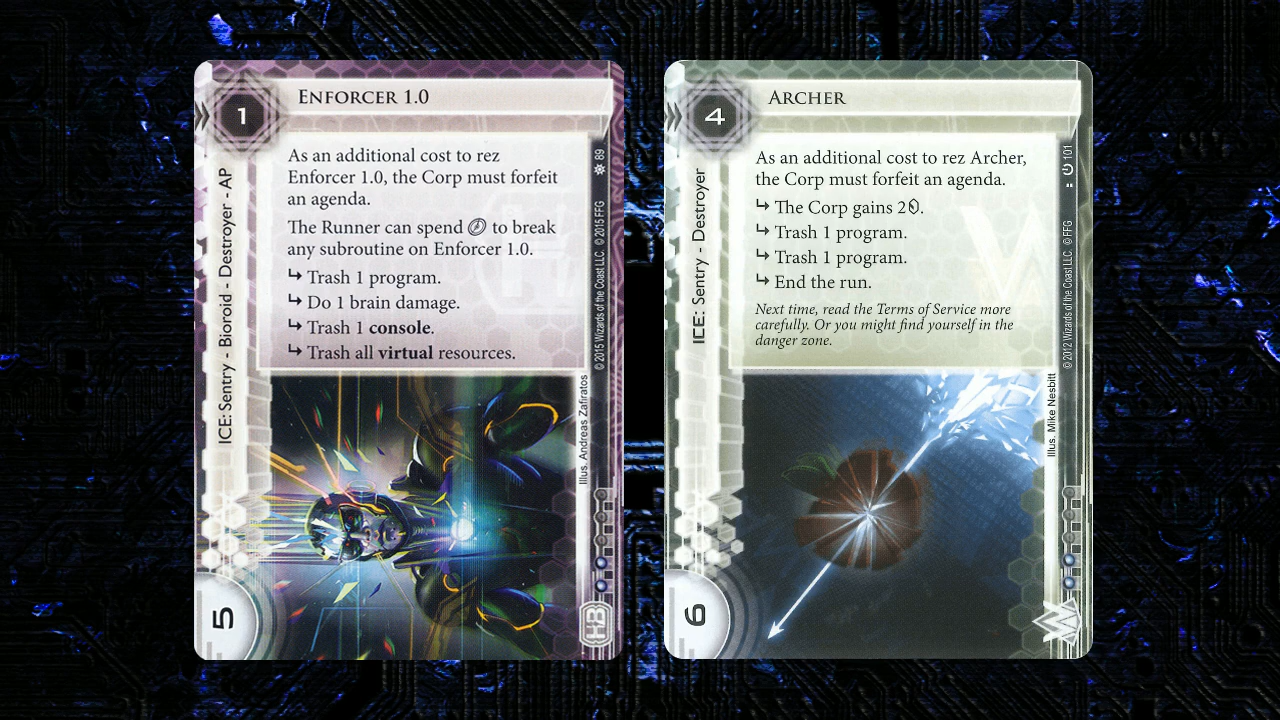 1
ENFORCER 1.0
As an additional cost to rez
Enforcer 1.0, the Corp must forfeit
an agenda.
The Runner can spend to break
any subroutine on Enforcer 1.0.
Trash 1 program.
Do 1 brain damage.
Trash 1 console.
Trash all virtual resources.
ICE: Sentry - Bioroid - Destroyer - AP
© 2015 Wizards of the Coast LLC. © 2015 FFG
89
Illus. Andreas Zafiratos
5
HB
4
ARCHER
As an additional cost to rez Archer,
the Corp must forfeit an agenda.
The Corp gains 2.
Trash 1 program.
Trash 1 program.
End the run.
Next time, read the Terms of Service more
carefully. Or you might find yourself in the
danger zone.
ICE: Sentry - Destroyer
© 2012 Wizards of the Coast LLC. © FFG
101
Illus. Mike Nesbitt
6